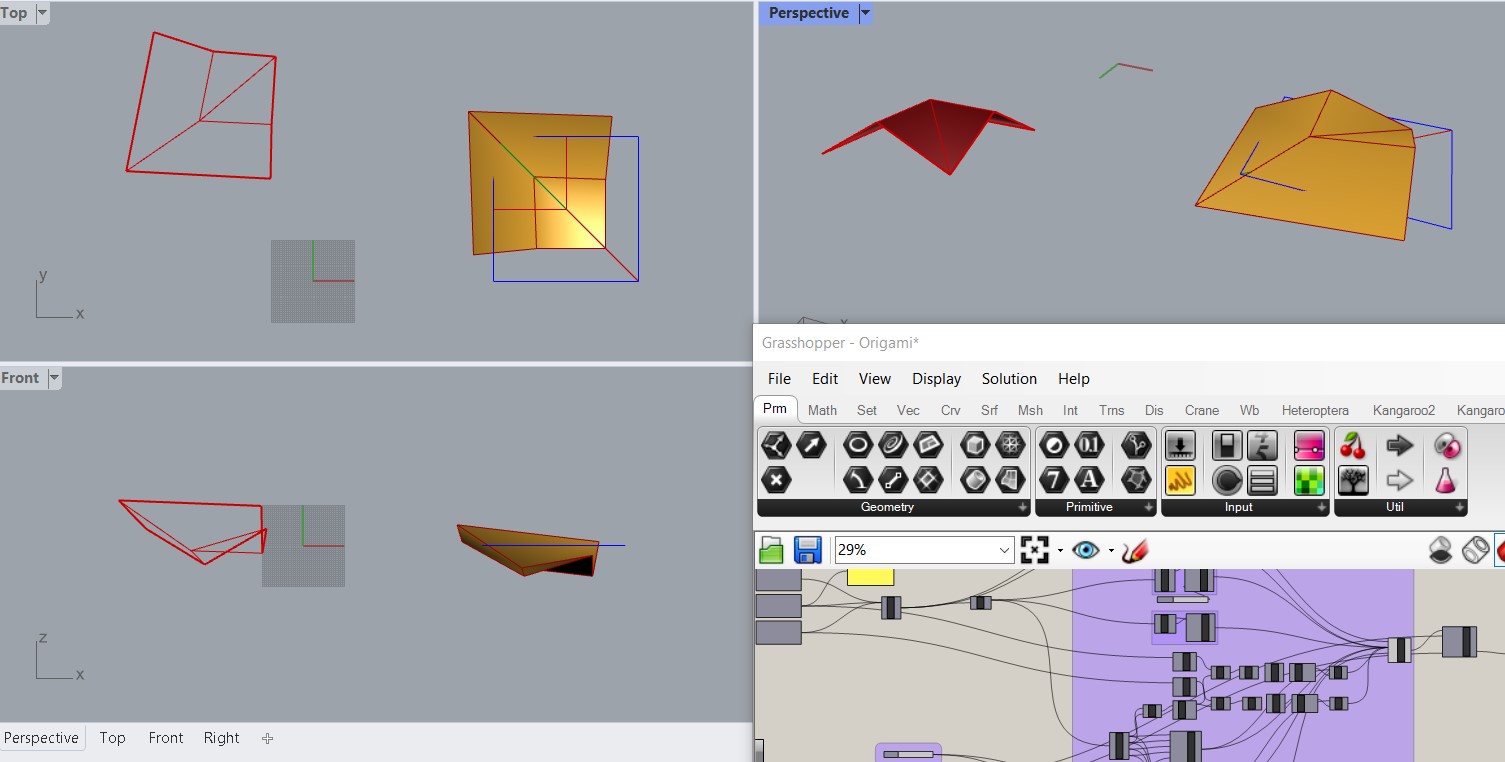 Top
Perspective
y
x
Front
z
x
Perspective Top Front Right
Grasshopper - Origami*
File Edit View Display Solution Help
Prm Math Set Vec Crv Srf Msh Int Trns Dis Crane Wb Heteroptera Kangaroo2 Kangaroo
0.1
7 A
Geometry Primitive Input Util
29%